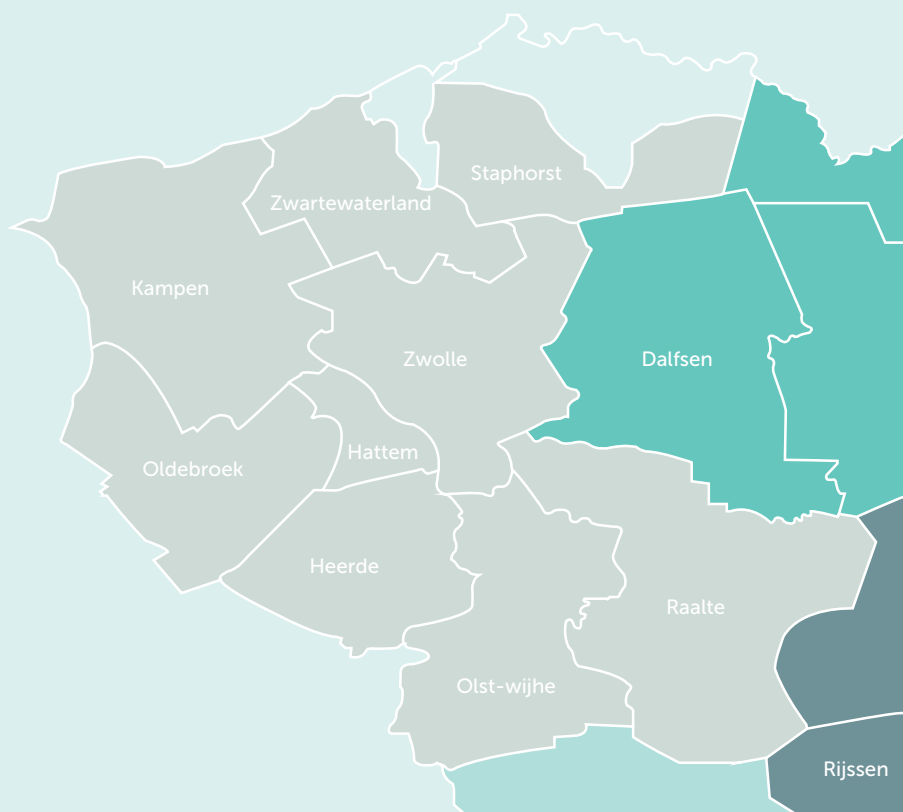 Staphorst
Zwartewaterland
Kampen
Zwolle
Dalfsen
Hattem
Oldebroek
Heerde
Raalte
Olst-wijhe
Rijssen